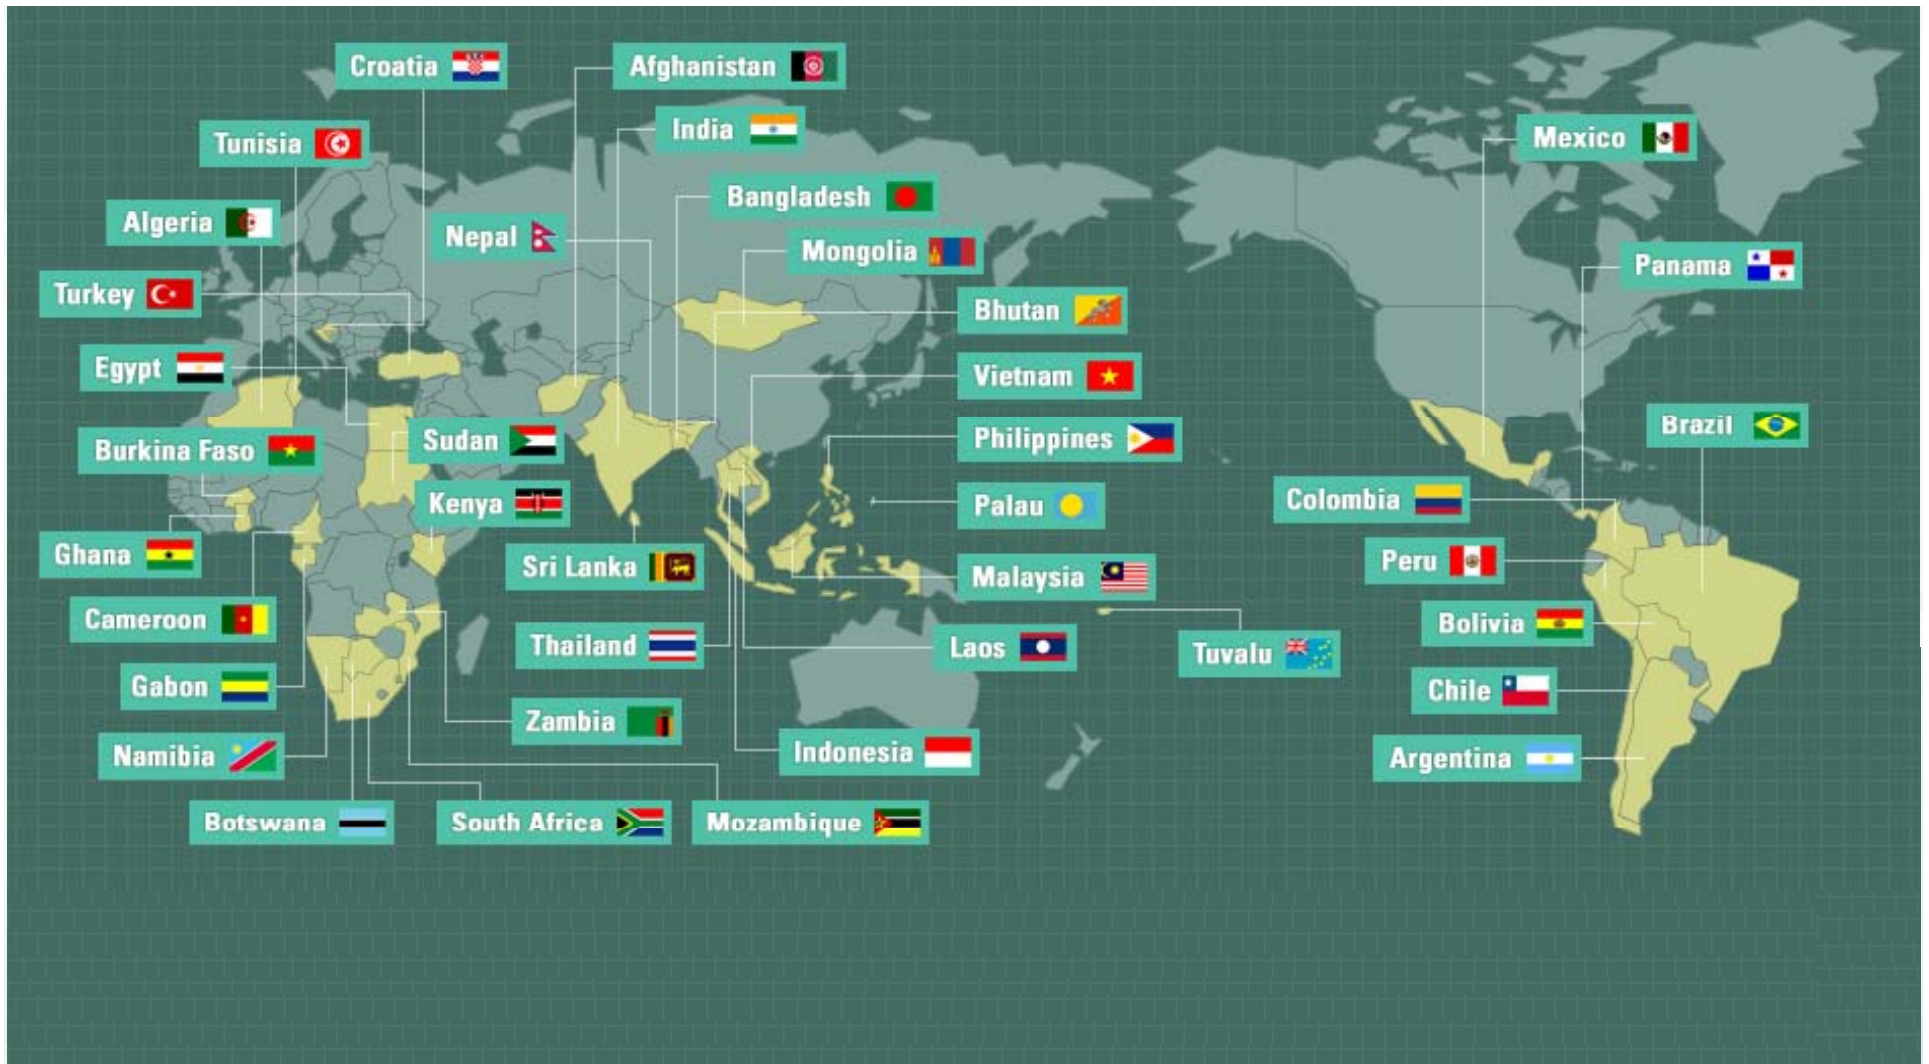 Croatia
Afghanistan
India
Tunisia
Mexico
Bangladesh
Algeria
Nepal
Mongolia
Panama
Turkey
Bhutan
Egypt
Vietnam
Brazil
Burkina Faso
Sudan
Philippines
Kenya
Palau
Colombia
Ghana
Sri Lanka
Malaysia
Peru
Cameroon
Bolivia
Thailand
Laos
Tuvalu
Gabon
Chile
Zambia
Namibia
Indonesia
Argentina
Botswana
South Africa
Mozambique